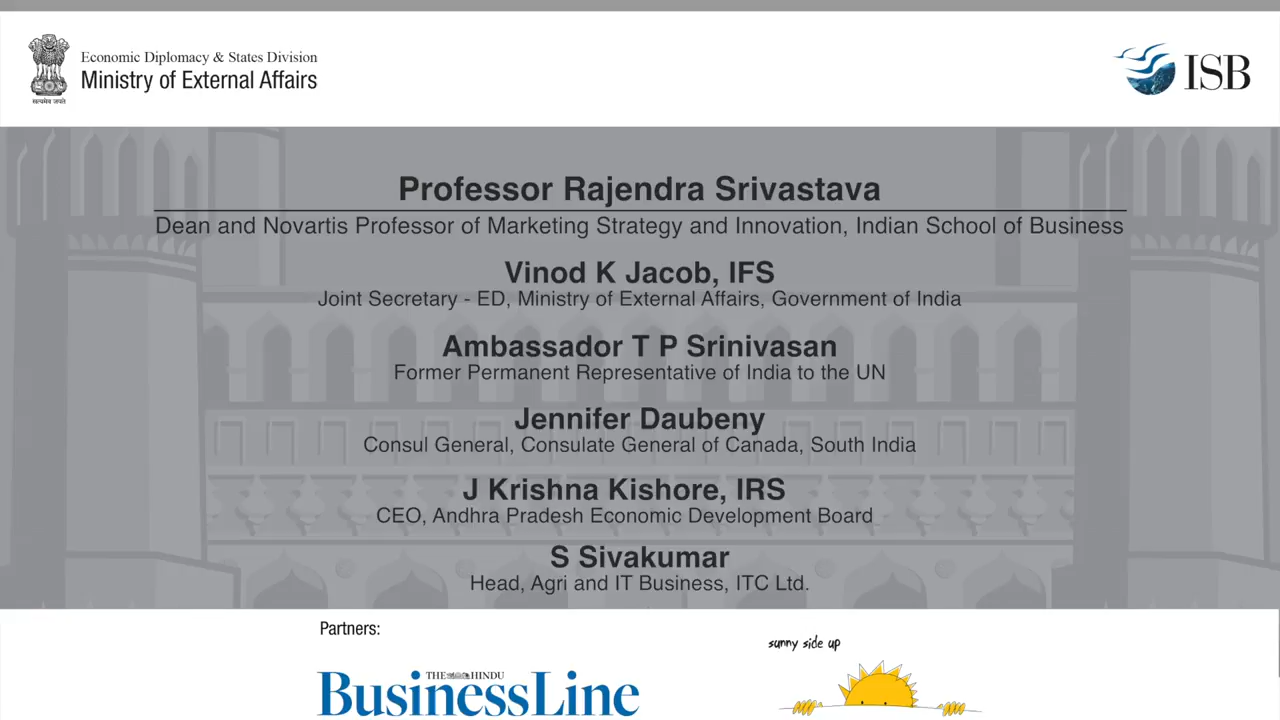 Economic Diplomacy & States Division
Ministry of External Affairs
सत्यमेव जयते
ISB
Professor Rajendra Srivastava
Dean and Novartis Professor of Marketing Strategy and Innovation, Indian School of Business
Vinod K Jacob, IFS
Joint Secretary - ED, Ministry of External Affairs, Government of India
Ambassador T P Srinivasan
Former Permanent Representative of India to the UN
Jennifer Daubeny
Consul General, Consulate General of Canada, South India
J Krishna Kishore, IRS
CEO, Andhra Pradesh Economic Development Board
S Sivakumar
Head, Agri and IT Business, ITC Ltd.
Partners:
sunny side up
THE HINDU
BusinessLine